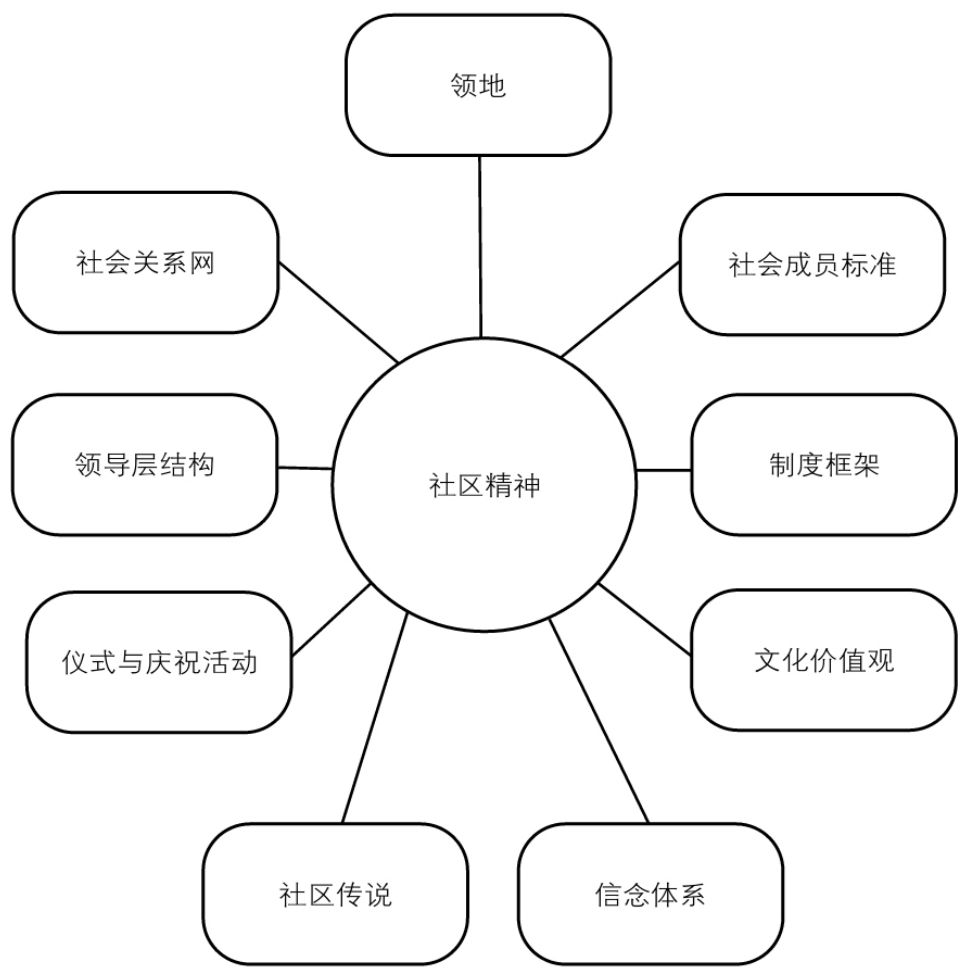 领地
社会关系网
社会成员标准
领导层结构
制度框架
社区精神
仪式与庆祝活动
文化价值观
社区传说
信念体系